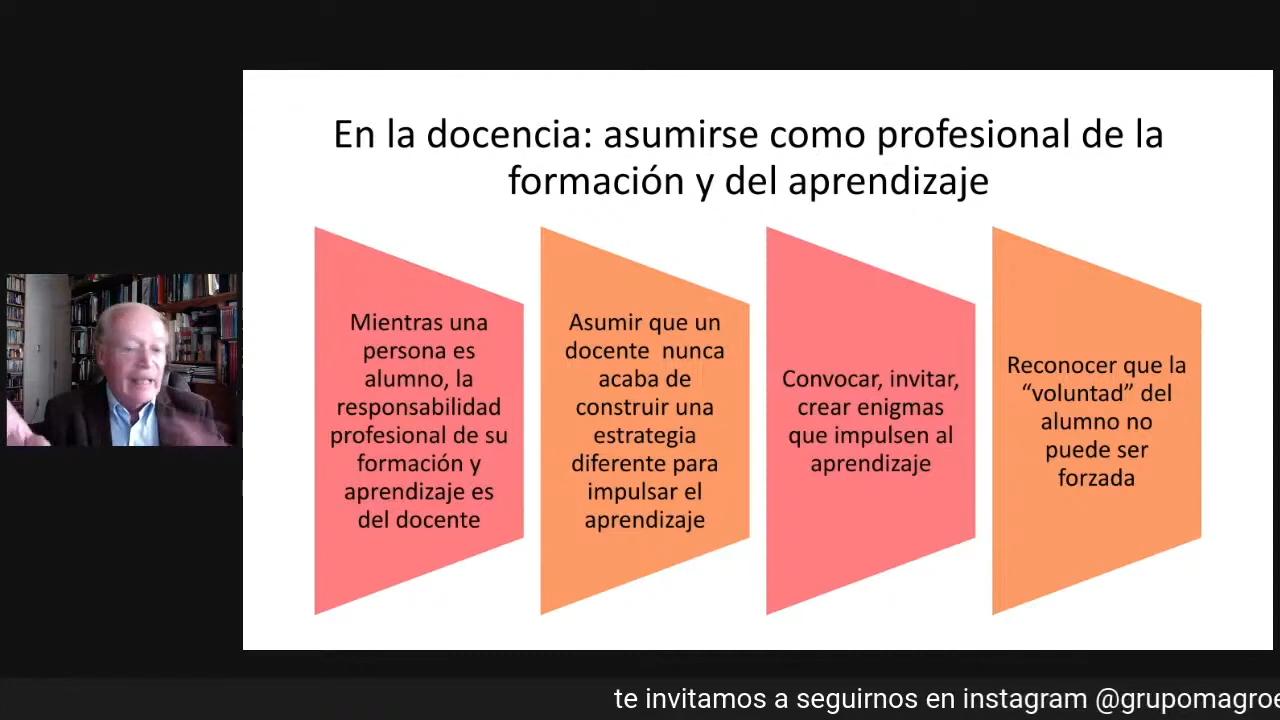 En la docencia: asumirse como profesional de la
formación y del aprendizaje
Mientras una
persona es
alumno, la
responsabilidad
profesional de su
formación y
aprendizaje es
del docente
Asumir que un
docente nunca
acaba de
construir una
estrategia
diferente para
impulsar el
aprendizaje
Convocar, invitar,
crear enigmas
que impulsen al
aprendizaje
Reconocer que la
“voluntad” del
alumno no
puede ser
forzada
te invitamos a seguirnos en instagram @grupomagroe